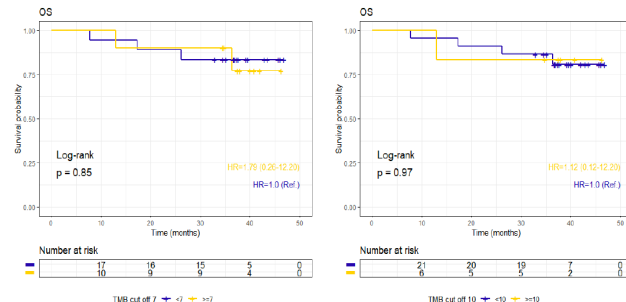 OS
Survival probability
1.00
0.75
0.50
0.25
0.00
Log-rank
p = 0.85
HR=1.79 (0.26-12.20)
HR=1.0 (Ref.)
0 10 20 30 40 50
Time (months)
Number at risk
17 16 15 5 0
10 9 9 4 0
TMB cut off 7 <7 >=7
OS
Survival probability
1.00
0.75
0.50
0.25
0.00
Log-rank
p = 0.97
HR=1.12 (0.12-12.20)
HR=1.0 (Ref.)
0 10 20 30 40 50
Time (months)
Number at risk
21 20 19 7 0
6 5 5 2 0
TMB cut off 10 <10 >=10